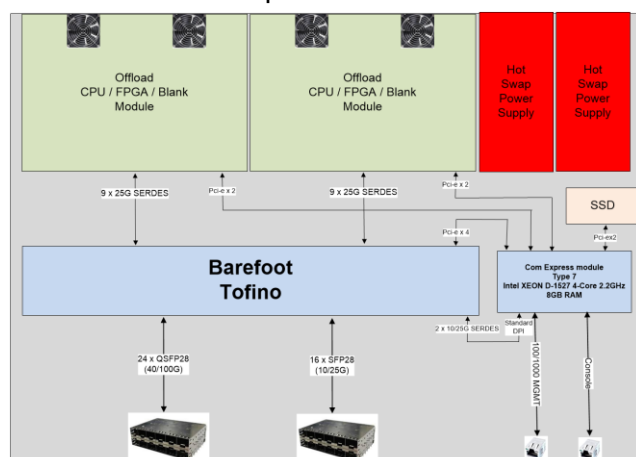 Offload
CPU / FPGA / Blank
Module
Offload
CPU / FPGA / Blank
Module
Hot
Swap
Power
Supply
Hot
Swap
Power
Supply
9 x 25G SERDES
Pci-e x 2
9 x 25G SERDES
Pci-e x 2
SSD
Pci-e x 4
Pci-ex2
Barefoot
Tofino
Com Express module
Type 7
Intel XEON D-1527 4-Core 2.2GHz
8GB RAM
2 x 10/25G SERDES
Standard
DPI
24 x QSFP28
(40/100G)
16 x SFP28
(10/25G)
100/1000 MGMT
Console